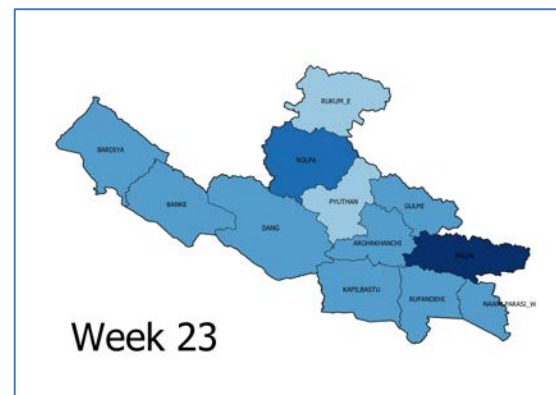 RUKUM_E
BARDIYA
ROLPA
BANKE
PYUTHAN
GULMI
DANG
ARGHAKHANCHI
PALPA
KAPILBASTU
RUPANDEHI
NAWALPARASI_W
Week 23